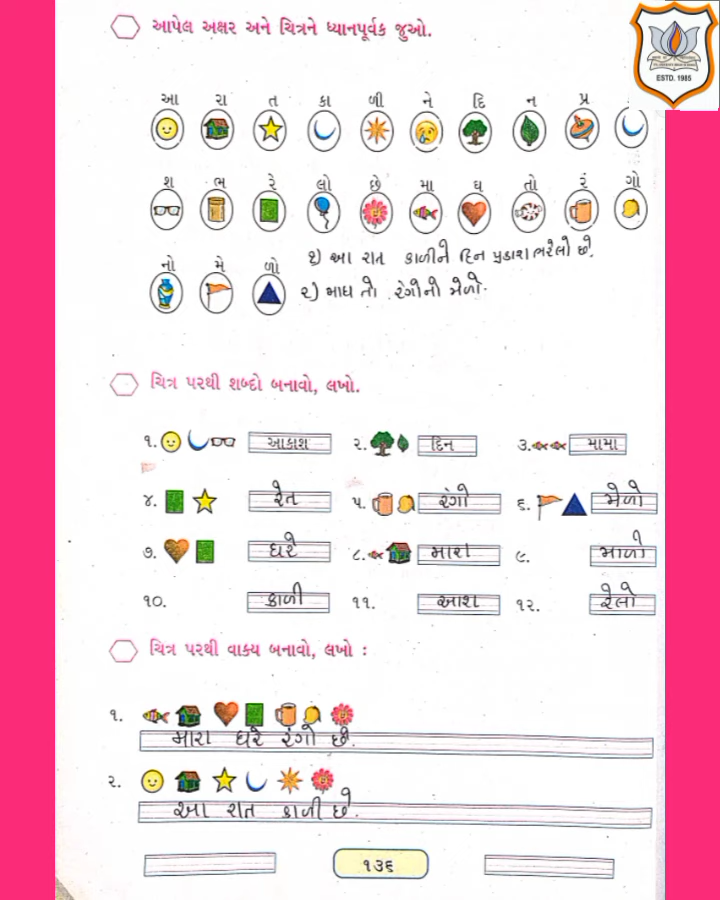 આપેલ અક્ષર અને ચિત્રને ધ્યાનપૂર્વક જુઓ.
ESTD. 1985
આ રા ત કા ળી ને દિ ન પ્ર
શ ભ રે લો છે મા ઘ તો રં ગો
નો મે ળો
૧) આ રાત કાળીને દિન પ્રકાશ ભરેલો છે.
૨) માઘ તો રંગોનો મેળો.
ચિત્ર પરથી શબ્દો બનાવો, લખો.
૧. આકાશ ૨. દિન ૩. મામા
૪. રેત ૫. રંગો ૬. મેળો
૭. ઘરે ૮. મારા ૯. માળો
૧૦. કાળી ૧૧. આશ ૧૨. રેલો
ચિત્ર પરથી વાક્ય બનાવો, લખો :
૧.
મારા ઘરે રંગો છે.
૨.
આ રાત કાળી છે.
૧૩૬